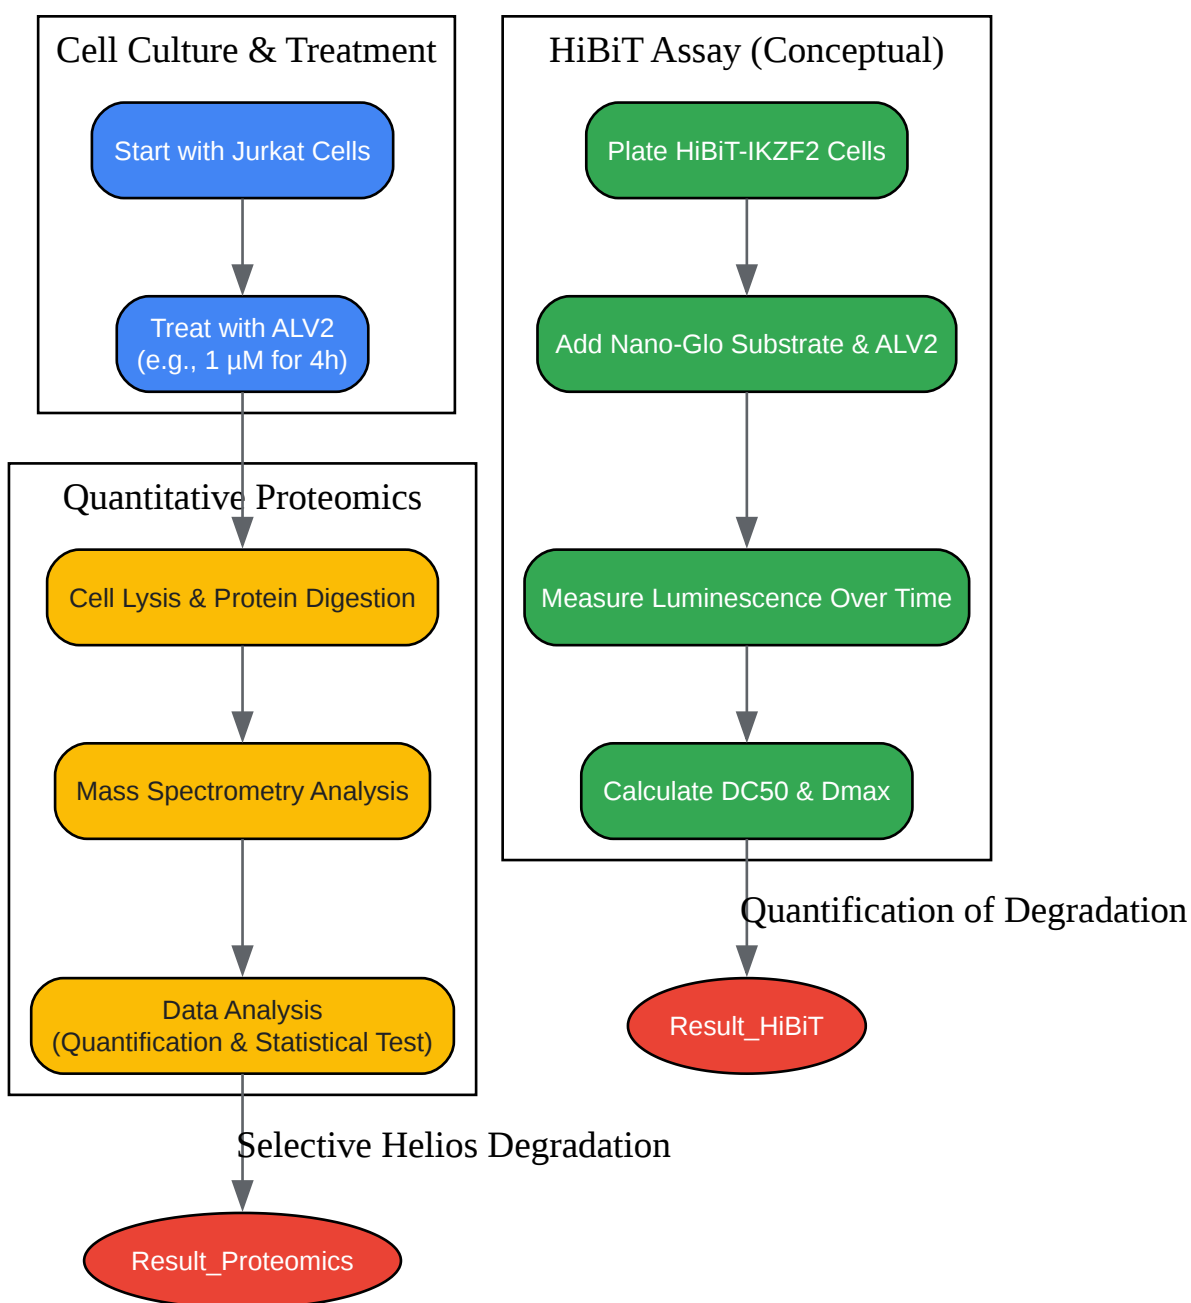 Cell Culture & Treatment
Start with Jurkat Cells
Treat with ALV2
(e.g., 1 µM for 4h)
Quantitative Proteomics
Cell Lysis & Protein Digestion
Mass Spectrometry Analysis
Data Analysis
(Quantification & Statistical Test)
Selective Helios Degradation
Result_Proteomics
HiBiT Assay (Conceptual)
Plate HiBiT-IKZF2 Cells
Add Nano-Glo Substrate & ALV2
Measure Luminescence Over Time
Calculate DC50 & Dmax
Quantification of Degradation
Result_HiBiT